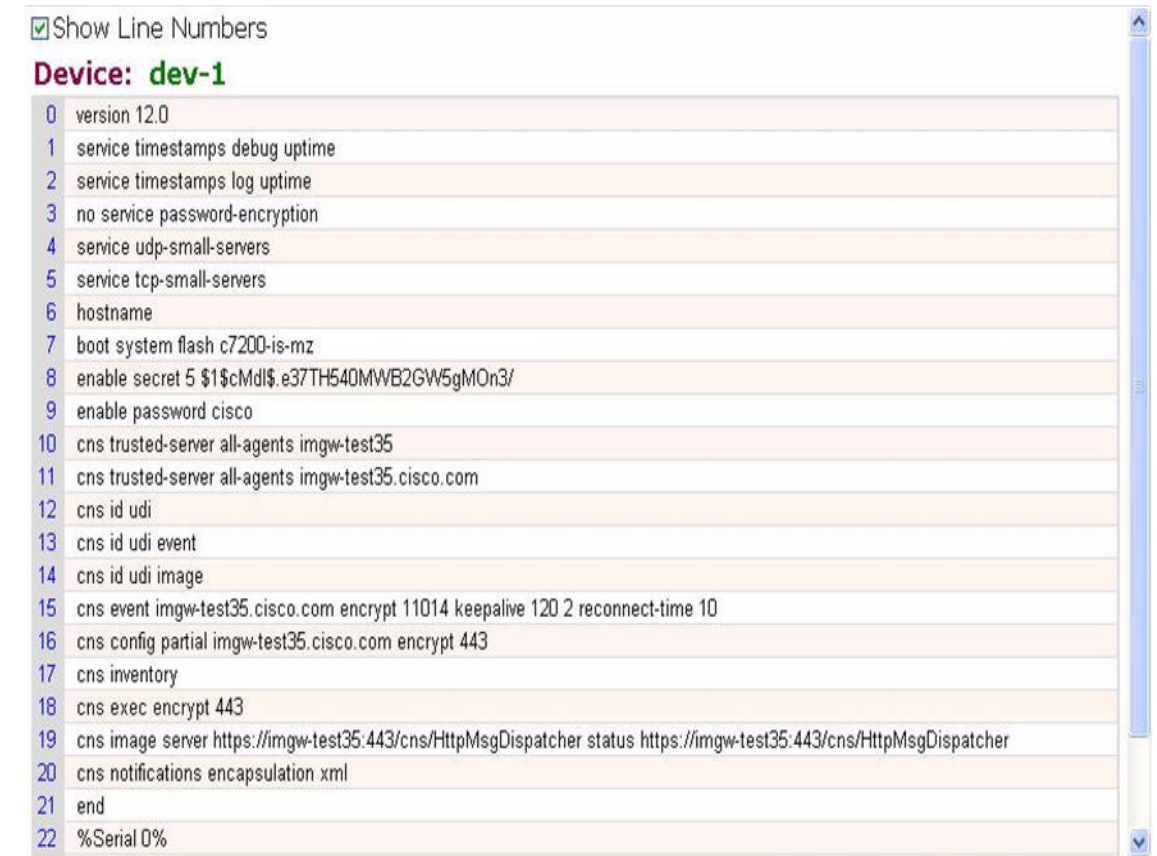 Show Line Numbers
Device: dev-1
0 version 12.0
1 service timestamps debug uptime
2 service timestamps log uptime
3 no service password-encryption
4 service udp-small-servers
5 service tcp-small-servers
6 hostname
7 boot system flash c7200-is-mz
8 enable secret 5 $1$cMdl$.e37TH540MWB2GW5gMOn3/
9 enable password cisco
10 cns trusted-server all-agents imgw-test35
11 cns trusted-server all-agents imgw-test35.cisco.com
12 cns id udi
13 cns id udi event
14 cns id udi image
15 cns event imgw-test35.cisco.com encrypt 11014 keepalive 120 2 reconnect-time 10
16 cns config partial imgw-test35.cisco.com encrypt 443
17 cns inventory
18 cns exec encrypt 443
19 cns image server https://imgw-test35:443/cns/HttpMsgDispatcher status https://imgw-test35:443/cns/HttpMsgDispatcher
20 cns notifications encapsulation xml
21 end
22 %Serial 0%